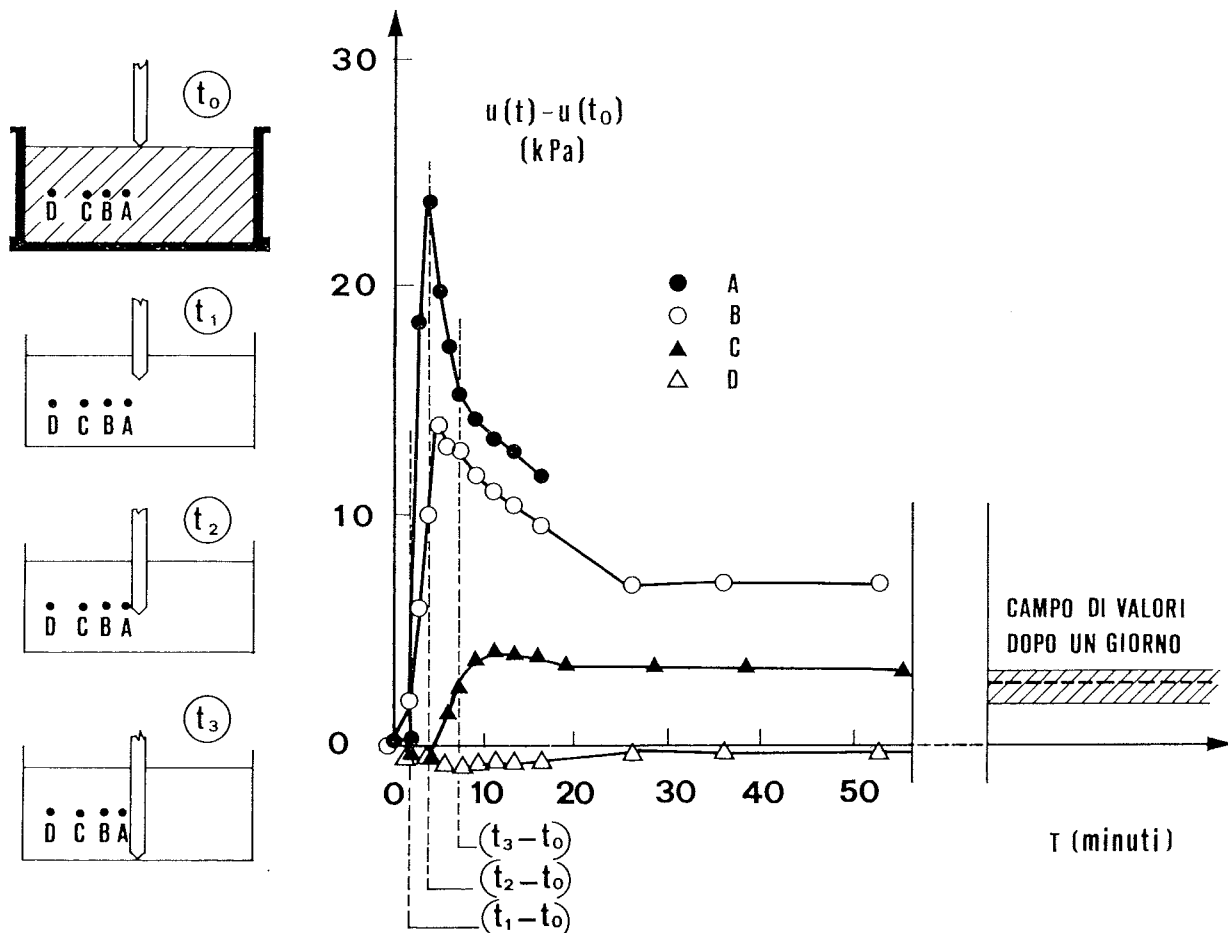 t₀
D C B A
t₁
D C B A
t₂
D C B A
t₃
D C B A
u(t)-u(t₀)
(kPa)
30
20
10
0
A
B
C
D
CAMPO DI VALORI
DOPO UN GIORNO
0 10 20 30 40 50
T (minuti)
(t₃-t₀)
(t₂-t₀)
(t₁-t₀)